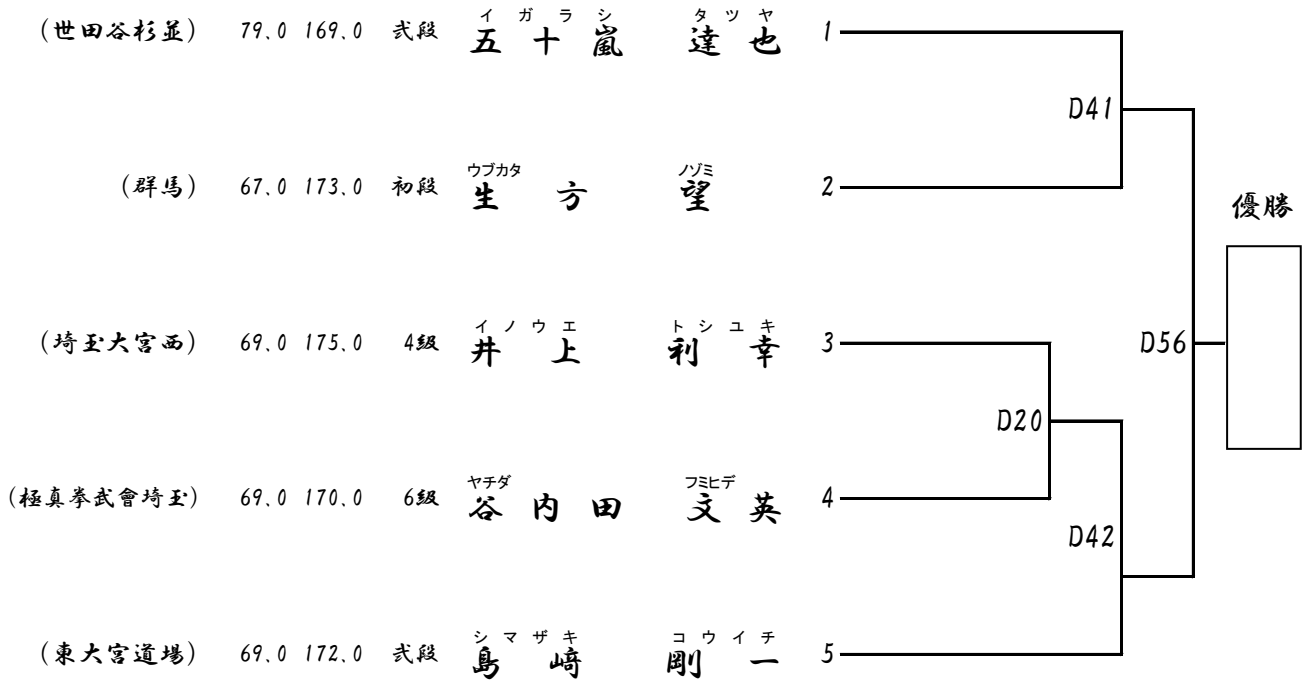 イガラシ タツヤ
(世田谷杉並) 79.0 169.0 弐段 五十嵐 達也 1
D41
ウブカタ ノゾミ
(群馬) 67.0 173.0 初段 生方 望 2
優勝
イノウエ トシユキ
(埼玉大宮西) 69.0 175.0 4級 井上 利幸 3
D56
D20
ヤチダ フミヒデ
(極真拳武會埼玉) 69.0 170.0 6級 谷内田 文英 4
D42
シマザキ コウイチ
(東大宮道場) 69.0 172.0 弐段 島﨑 剛一 5